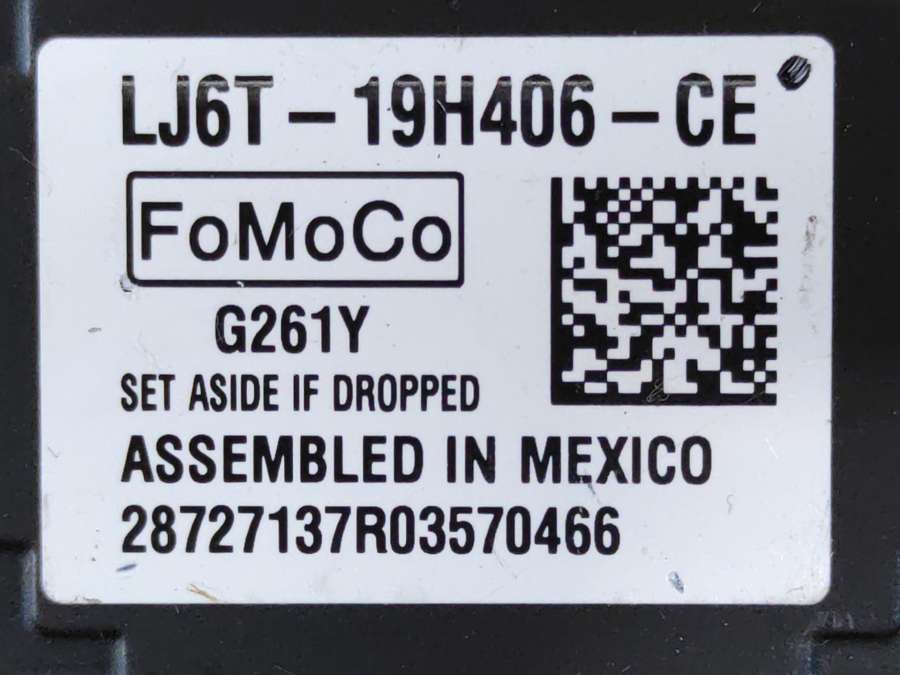 LJ6T-19H406-CE
FoMoCo
G261Y
SET ASIDE IF DROPPED
ASSEMBLED IN MEXICO
28727137R03570466